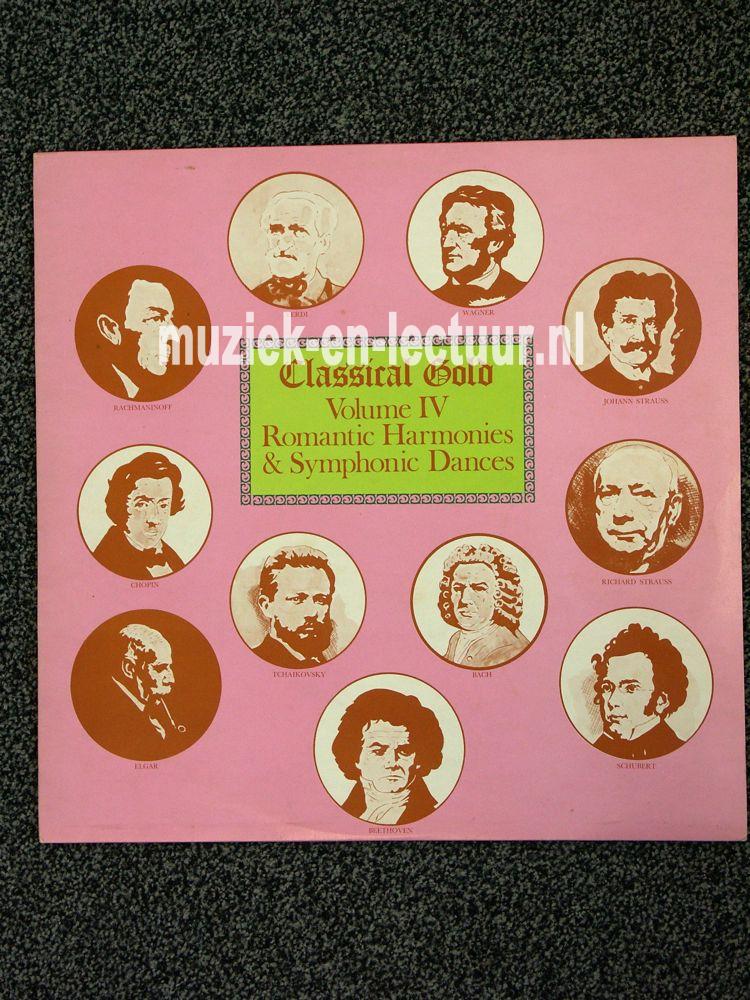 VERDI
WAGNER
muziek-en-lectuur.nl
RACHMANINOFF
JOHANN STRAUSS
Classical Gold
Volume IV
Romantic Harmonies
& Symphonic Dances
CHOPIN
RICHARD STRAUSS
TCHAIKOVSKY
BACH
ELGAR
SCHUBERT
BEETHOVEN